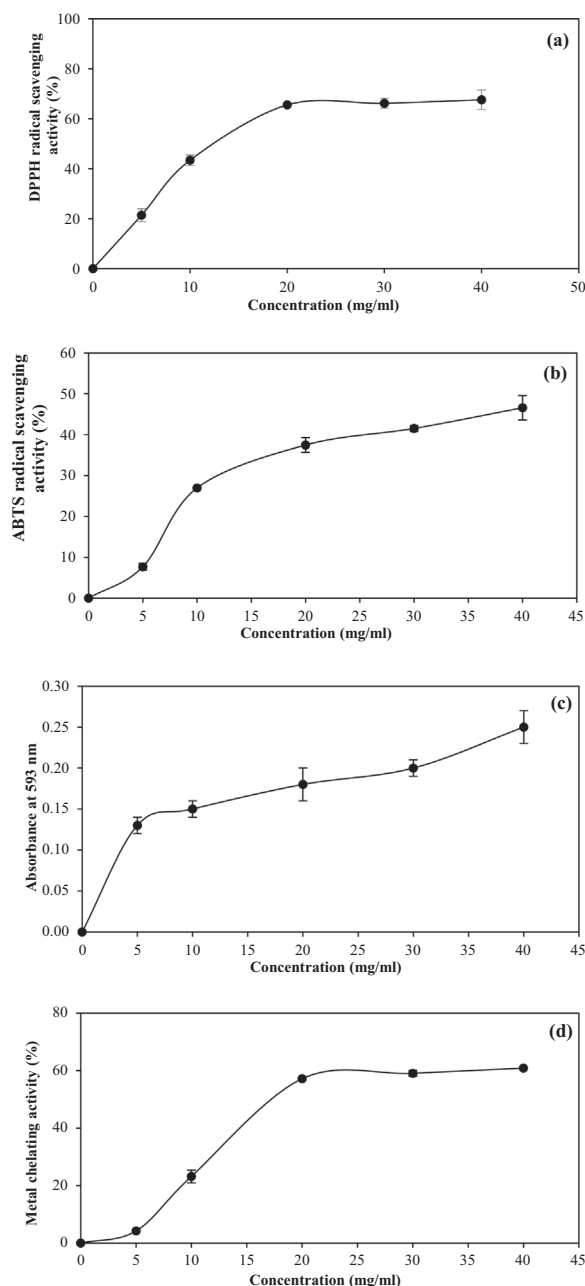 100
80
60
40
20
0
DPPH radical scavenging
activity (%)
(a)
0 10 20 30 40 50
Concentration (mg/ml)
60
50
40
30
20
10
0
ABTS radical scavenging
activity (%)
(b)
0 5 10 15 20 25 30 35 40 45
Concentration (mg/ml)
0.30
0.25
0.20
0.15
0.10
0.05
0.00
Absorbance at 593 nm
(c)
0 5 10 15 20 25 30 35 40 45
Concentration (mg/ml)
80
60
40
20
0
Metal chelating activity (%)
(d)
0 5 10 15 20 25 30 35 40 45
Concentration (mg/ml)